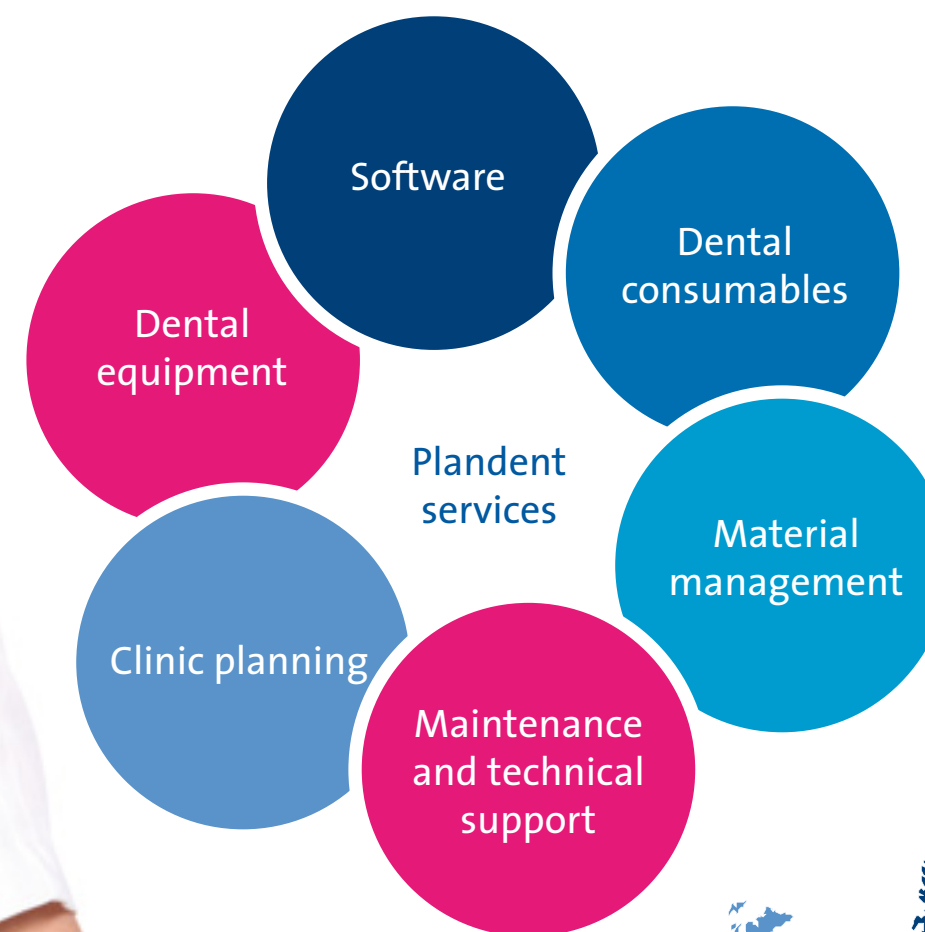 Software
Dental
consumables
Dental
equipment
Plandent
services
Material
management
Clinic planning
Maintenance
and technical
support